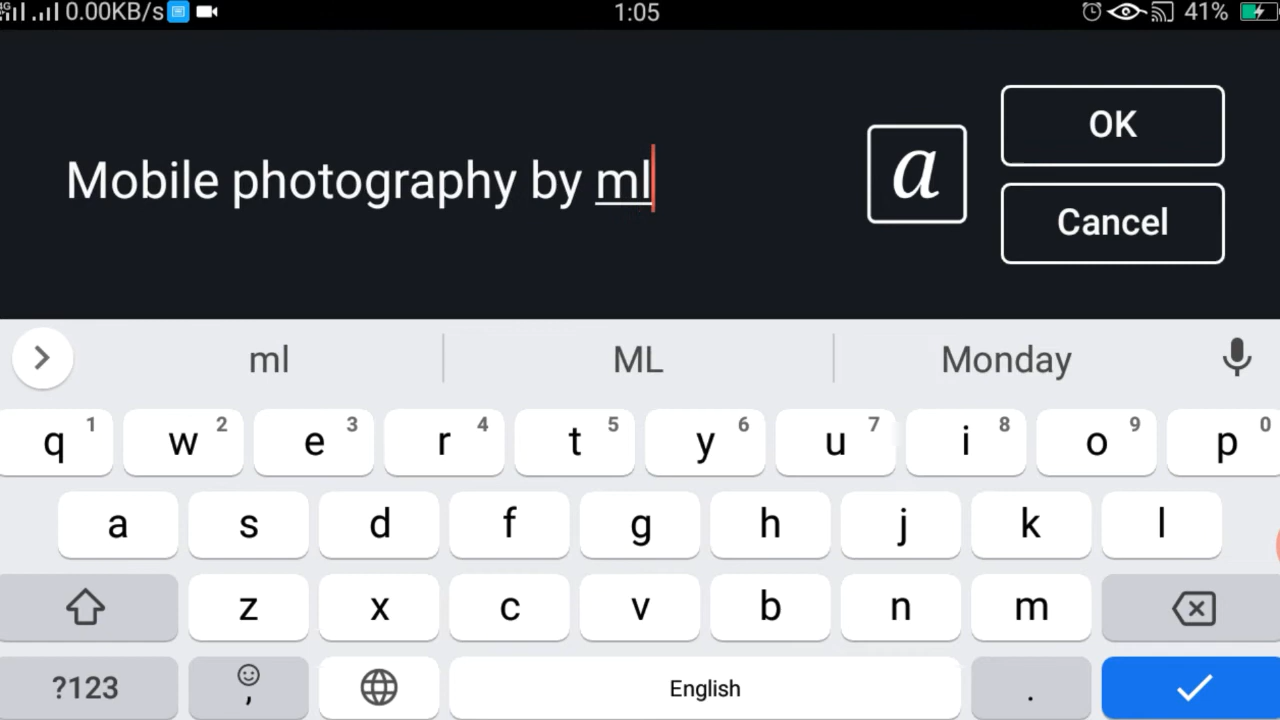 4G 0.00KB/s 1:05 41%
OK
Mobile photography by ml a
Cancel
ml ML Monday
q 1 w 2 e 3 r 4 t 5 y 6 u 7 i 8 o 9 p 0
a s d f g h j k l
z x c v b n m
?123 , English .